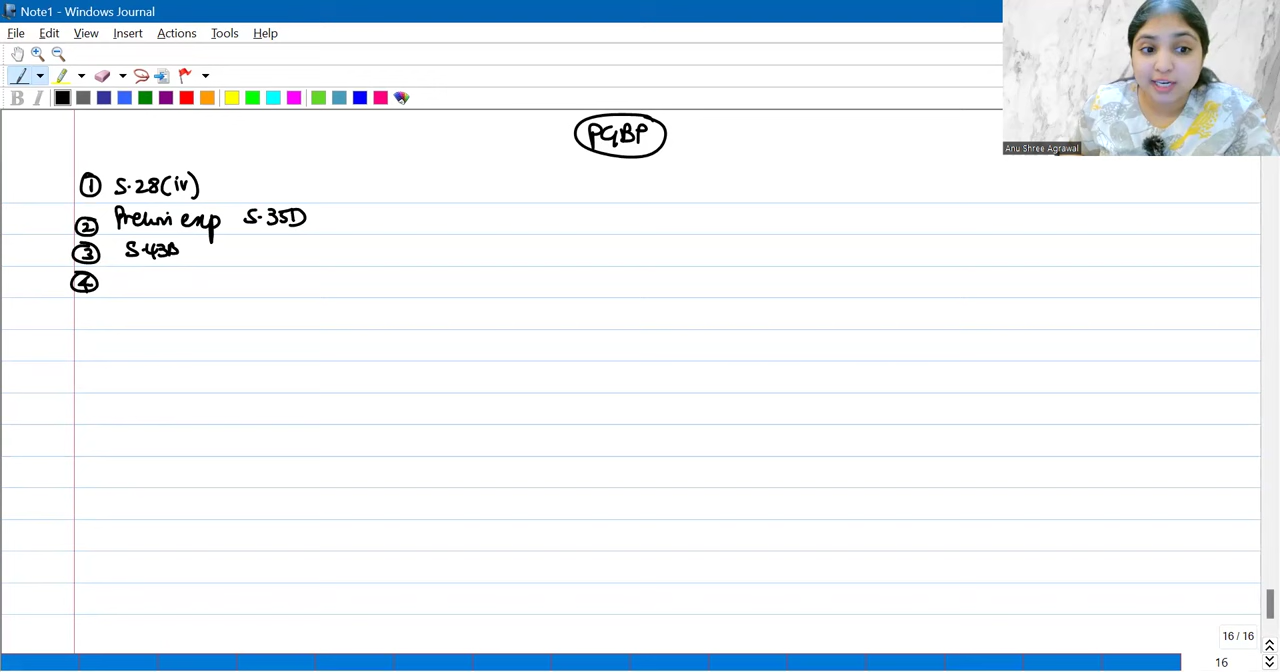 Note1 - Windows Journal
File Edit View Insert Actions Tools Help
B I
Anu Shree Agrawal
PGBP
① S.28(iv)
② Prelim exp S.35D
③ S.43B
④
16 / 16
16